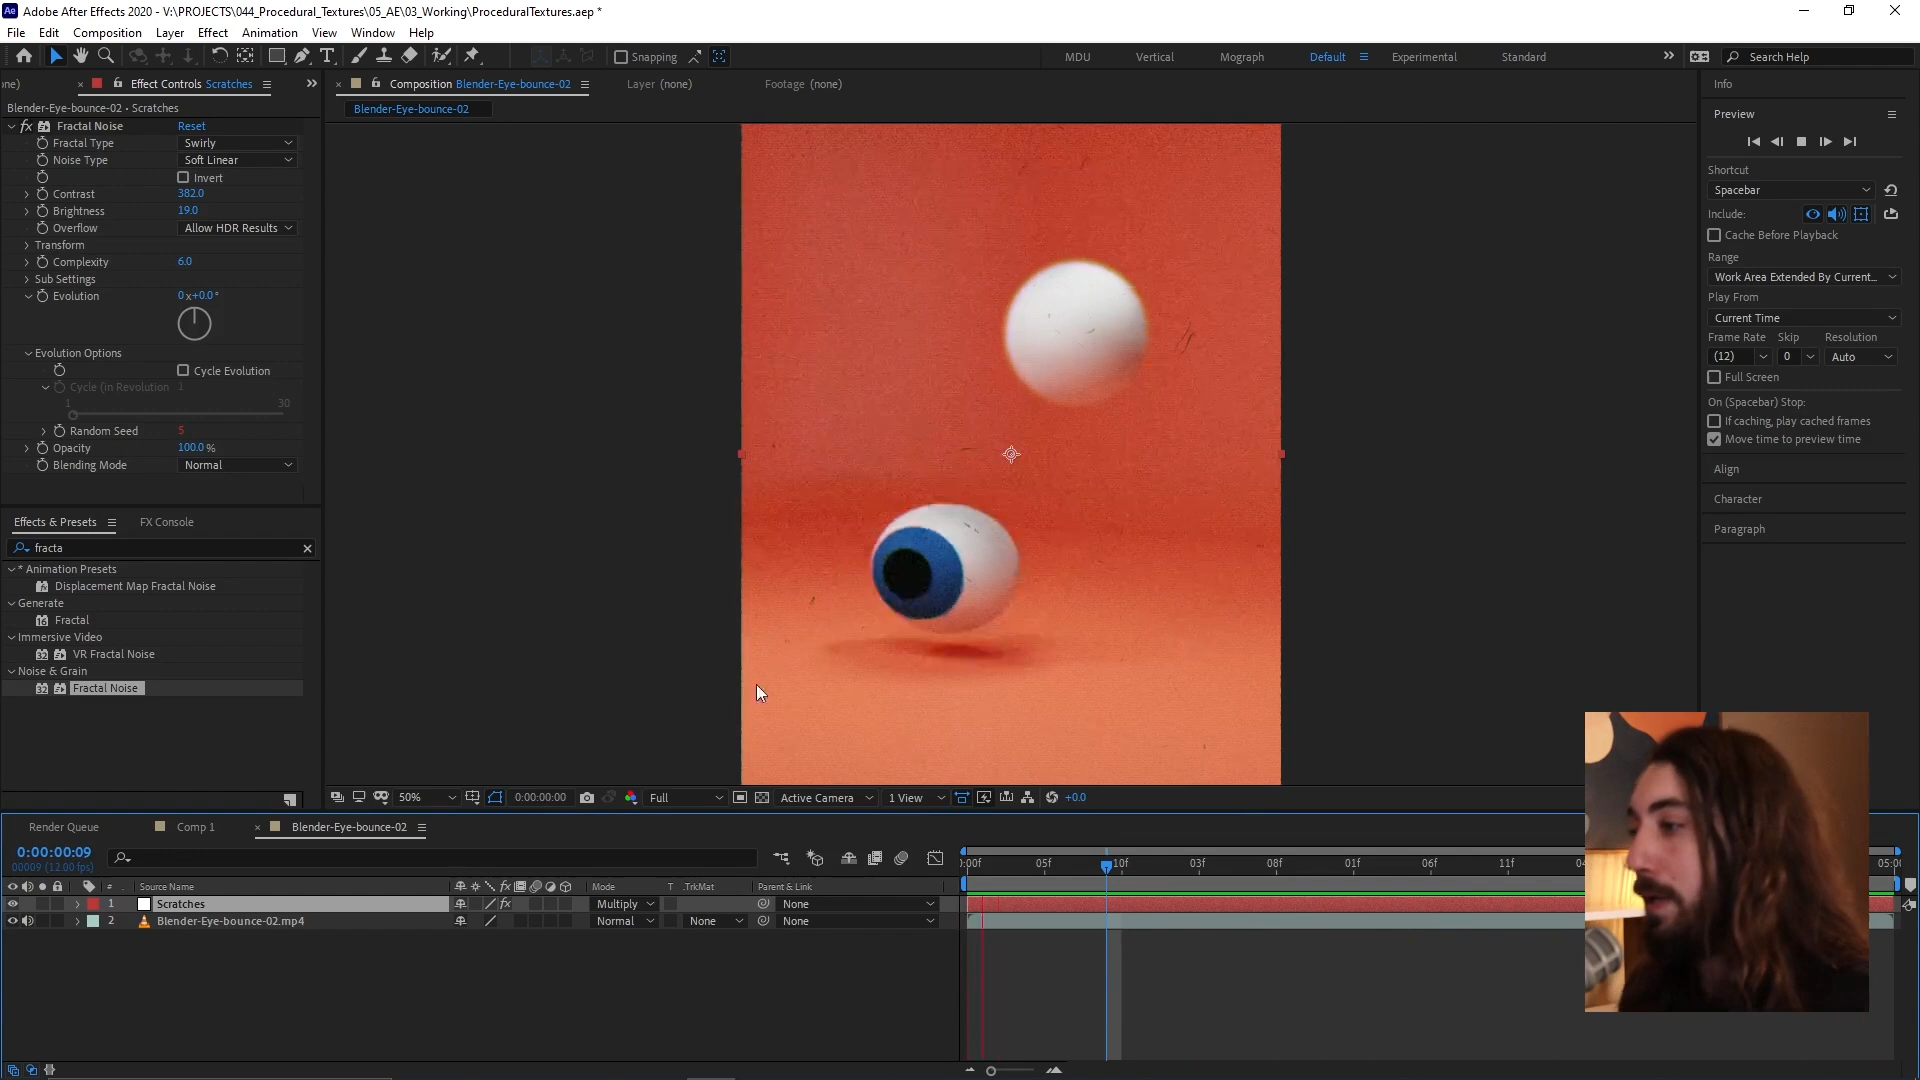 Adobe After Effects 2020 - V:\PROJECTS\044_Procedural_Textures\05_AE\03_Working\ProceduralTextures.aep *
File Edit Composition Layer Effect Animation View Window Help
Snapping MDU Vertical Mograph Default Experimental Standard Search Help
Effect Controls Scratches
Composition Blender-Eye-bounce-02 Layer (none) Footage (none)
Blender-Eye-bounce-02 • Scratches
Blender-Eye-bounce-02
fx Fractal Noise Reset
Fractal Type Swirly
Noise Type Soft Linear
Invert
Contrast 382.0
Brightness 19.0
Overflow Allow HDR Results
Transform
Complexity 6.0
Sub Settings
Evolution 0x+0.0°
Evolution Options
Cycle Evolution
Cycle (in Revolution 1
1 30
Random Seed 5
Opacity 100.0 %
Blending Mode Normal
Effects & Presets FX Console
fracta
* Animation Presets
Displacement Map Fractal Noise
Generate
Fractal
Immersive Video
VR Fractal Noise
Noise & Grain
Fractal Noise
50% 0:00:00:00 Full Active Camera 1 View +0.0
Info
Preview
Shortcut
Spacebar
Include:
Cache Before Playback
Range
Work Area Extended By Current...
Play From
Current Time
Frame Rate Skip Resolution
(12) 0 Auto
Full Screen
On (Spacebar) Stop:
If caching, play cached frames
Move time to preview time
Align
Character
Paragraph
Render Queue Comp 1 Blender-Eye-bounce-02
0:00:00:09
00009 (12.00 fps)
:00f 05f 10f 03f 08f 01f 06f 11f 05:00
# Source Name Mode T .TrkMat Parent & Link
1 Scratches fx Multiply None
2 Blender-Eye-bounce-02.mp4 Normal None None